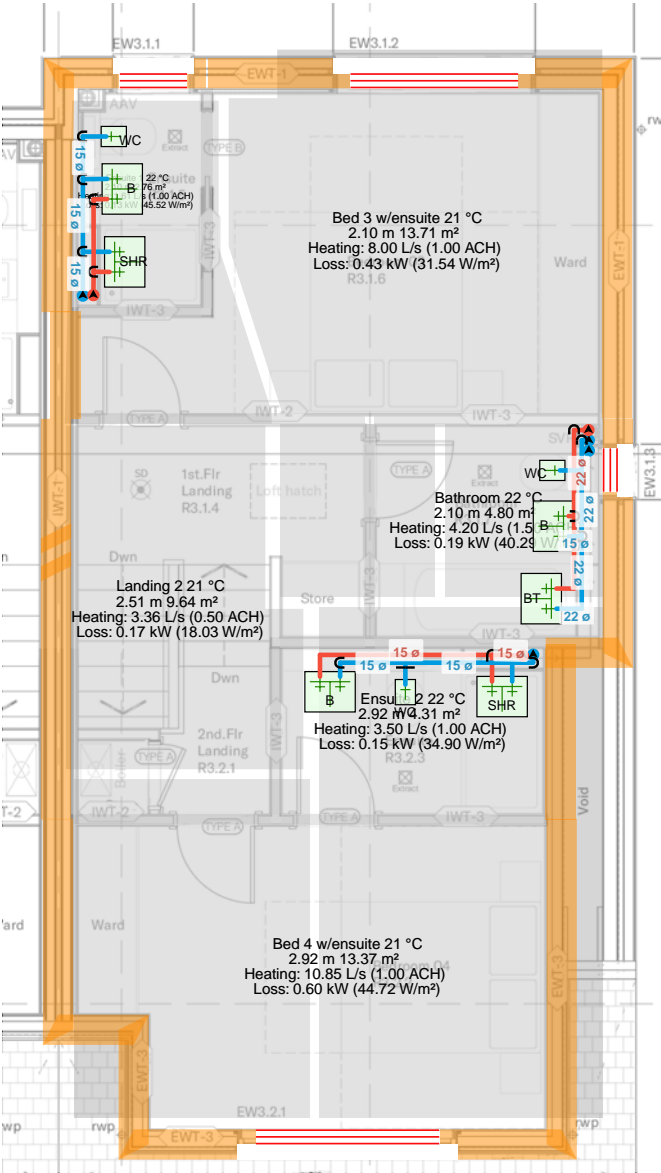 EW3.1.1
EW3.1.2
EWT-1
AAV
rwp
WC
Extract
TYPE B
15 ø
22 °C
B
Bed 3 w/ensuite 21 °C
2.10 m 13.71 m²
Heating: 8.00 L/s (1.00 ACH)
Loss: 0.43 kW (31.54 W/m²)
R3.1.6
Ward
IWT-3
EWT-1
15 ø
SHR
15 ø
IWT-3
TYPE A
IWT-2
IWT-3
SD
1st.Flr
Landing
R3.1.4
Loft hatch
TYPE A
Extract
WC
22 ø
EW3.1.3
IWT-1
Bathroom 22 °C
2.10 m 4.80 m²
Heating: 4.20 L/s (1.5
Loss: 0.19 kW (40.29
B
22 ø
15 ø
Dwn
Landing 2 21 °C
2.51 m 9.64 m²
Heating: 3.36 L/s (0.50 ACH)
Loss: 0.17 kW (18.03 W/m²)
Store
IWT-3
BT
22 ø
22 ø
IWT-3
15 ø
15 ø
15 ø
15 ø
Dwn
B
WC
SHR
Ensuite 2 22 °C
2.92 m 4.31 m²
Heating: 3.50 L/s (1.00 ACH)
Loss: 0.15 kW (34.90 W/m²)
R3.2.3
Extract
2nd.Flr
Landing
R3.2.1
IWT-3
TYPE A
Boiler
Void
T-2
IWT-2
TYPE A
TYPE A
IWT-3
Ward
Bed 4 w/ensuite 21 °C
2.92 m 13.37 m²
Heating: 10.85 L/s (1.00 ACH)
Loss: 0.60 kW (44.72 W/m²)
EWT-3
EWT-3
EW3.2.1
rwp
rwp
EWT-3
rwp